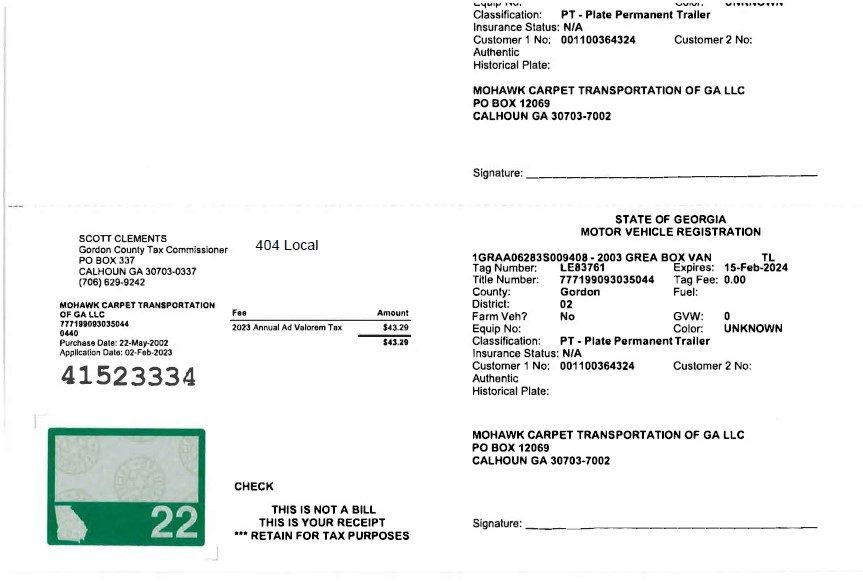 Classification: PT - Plate Permanent Trailer
Insurance Status: N/A
Customer 1 No: 001100364324 Customer 2 No:
Authentic
Historical Plate:
MOHAWK CARPET TRANSPORTATION OF GA LLC
PO BOX 12069
CALHOUN GA 30703-7002
Signature:
SCOTT CLEMENTS
Gordon County Tax Commissioner
PO BOX 337
CALHOUN GA 30703-0337
(706) 629-9242
404 Local
MOHAWK CARPET TRANSPORTATION
OF GA LLC
777199093035044
0440
Purchase Date: 22-May-2002
Application Date: 02-Feb-2023
41523334
Fee Amount
2023 Annual Ad Valorem Tax $43.29
$43.29
22
CHECK
THIS IS NOT A BILL
THIS IS YOUR RECEIPT
*** RETAIN FOR TAX PURPOSES
STATE OF GEORGIA
MOTOR VEHICLE REGISTRATION
1GRAA06283S009408 - 2003 GREA BOX VAN TL
Tag Number: LE83761 Expires: 15-Feb-2024
Title Number: 777199093035044 Tag Fee: 0.00
County: Gordon Fuel:
District: 02
Farm Veh? No GVW: 0
Equip No: Color: UNKNOWN
Classification: PT - Plate Permanent Trailer
Insurance Status: N/A
Customer 1 No: 001100364324 Customer 2 No:
Authentic
Historical Plate:
MOHAWK CARPET TRANSPORTATION OF GA LLC
PO BOX 12069
CALHOUN GA 30703-7002
Signature: